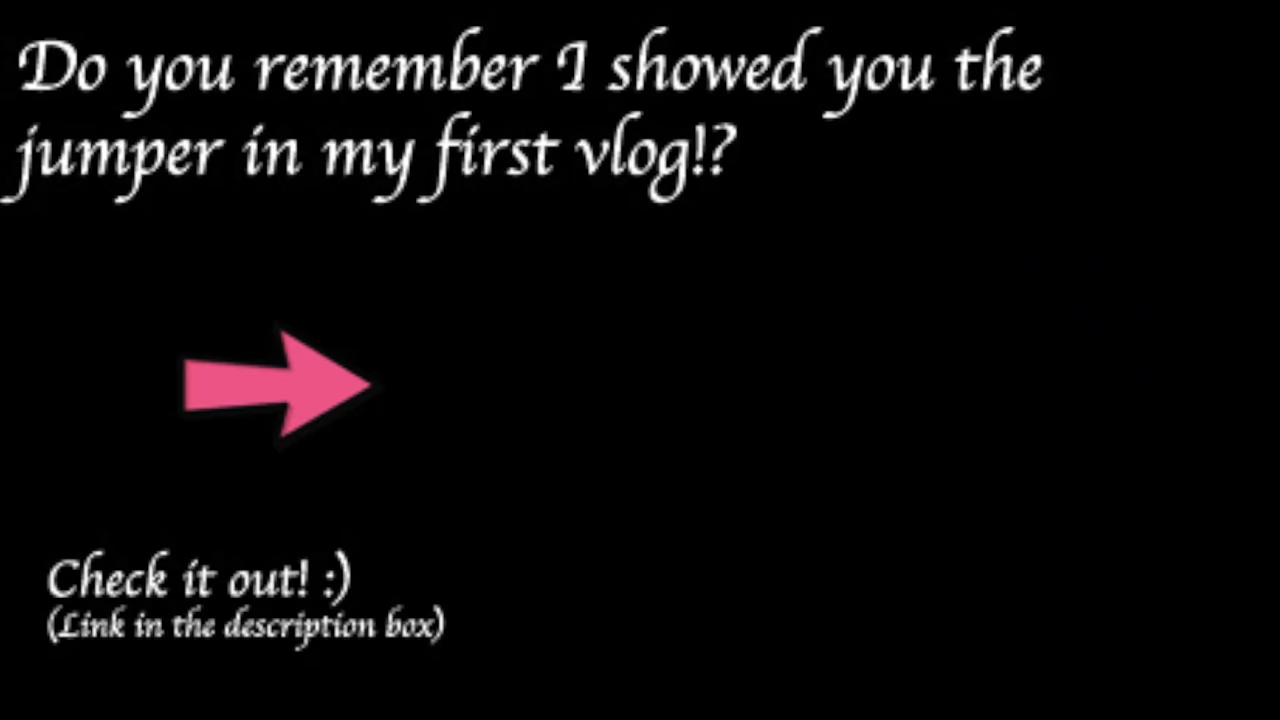 Do you remember I showed you the
jumper in my first vlog!?
Check it out! :)
(Link in the description box)